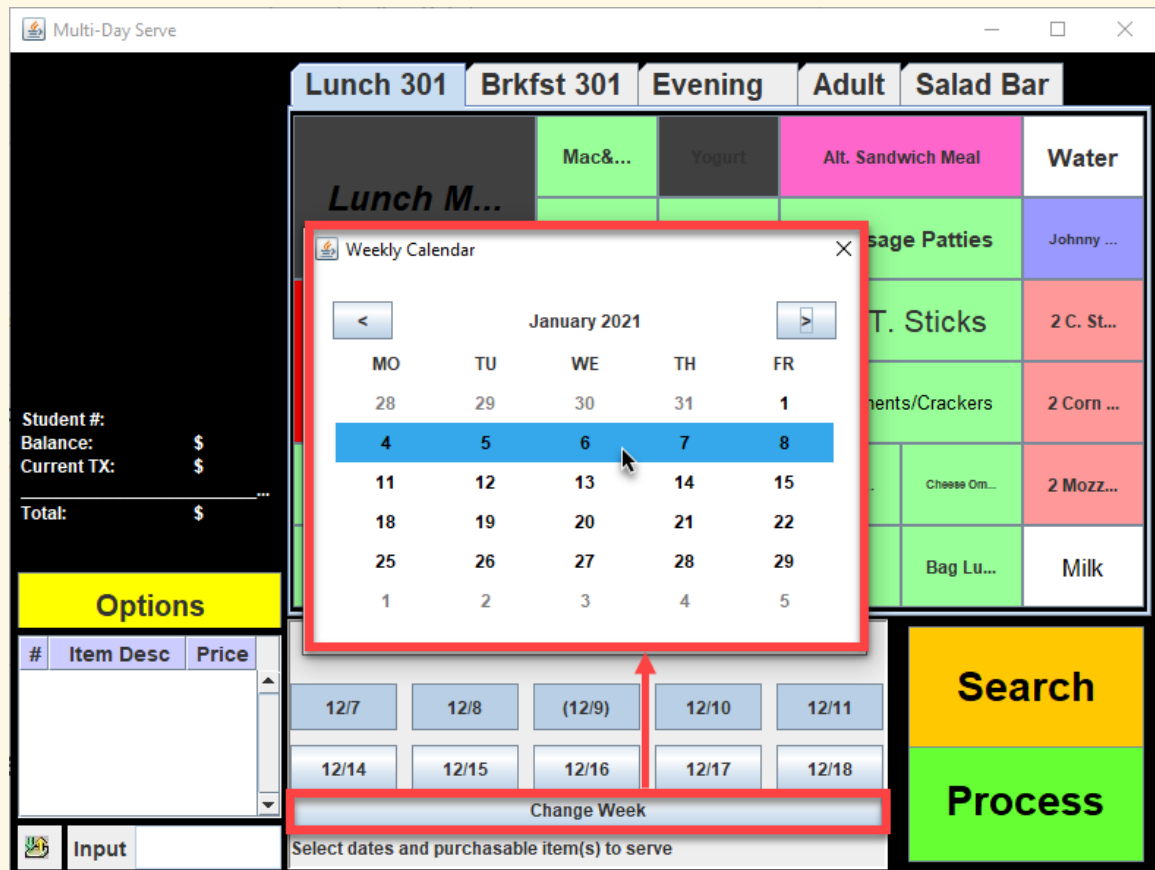 Multi-Day Serve
Lunch 301 Brkfst 301 Evening Adult Salad Bar
Mac&... Yogurt Alt. Sandwich Meal Water
Lunch M...
Weekly Calendar
sage Patties Johnny ...
< January 2021 >
T. Sticks 2 C. St...
MO TU WE TH FR
28 29 30 31 1
ments/Crackers 2 Corn ...
Student #:
Balance: $
4 5 6 7 8
Current TX: $
...
11 12 13 14 15
Cheese Om... 2 Mozz...
Total: $
18 19 20 21 22
25 26 27 28 29
Bag Lu... Milk
1 2 3 4 5
Options
# Item Desc Price
Search
12/7 12/8 (12/9) 12/10 12/11
12/14 12/15 12/16 12/17 12/18
Process
Change Week
Input
Select dates and purchasable item(s) to serve